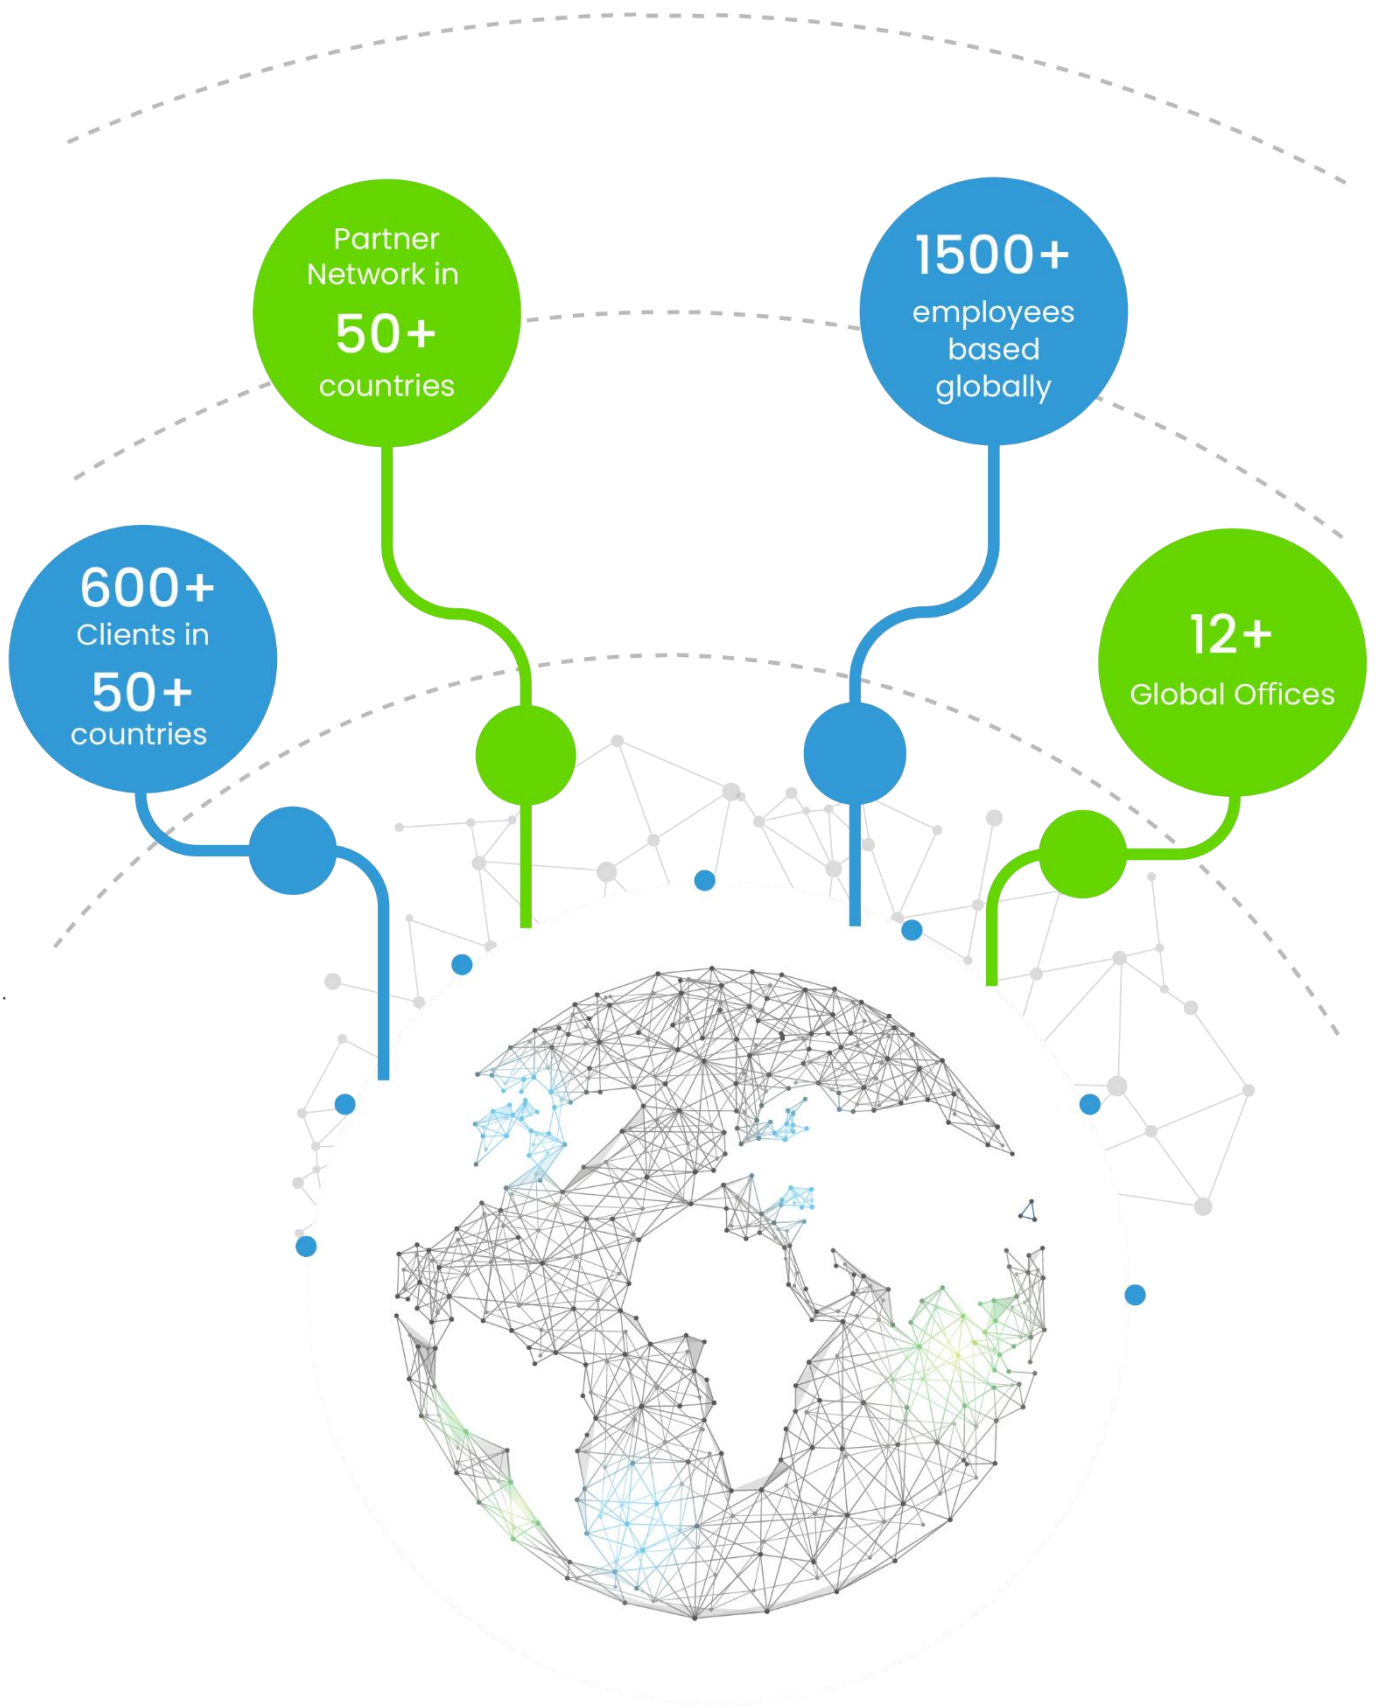 Partner
Network in
50+
countries
1500+
employees
based
globally
600+
Clients in
50+
countries
12+
Global Offices